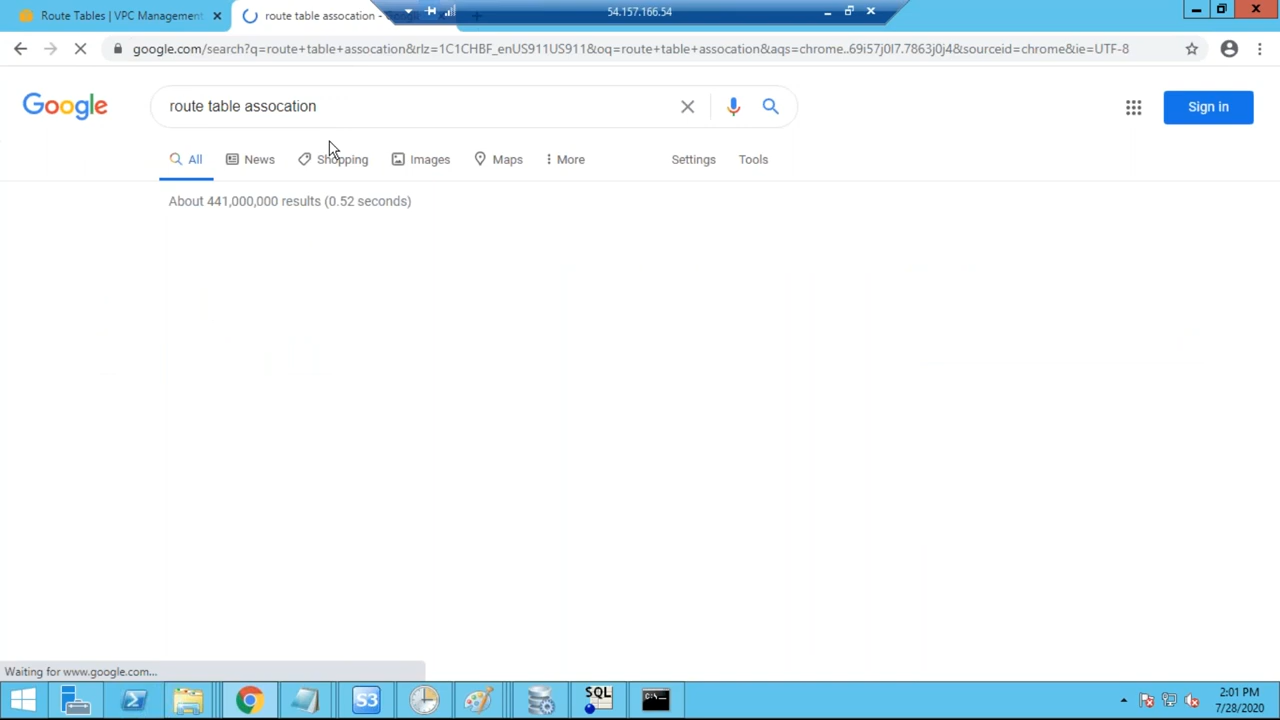 Route Tables | VPC Management
route table assocation -
54.157.166.54
google.com/search?q=route+table+assocation&rlz=1C1CHBF_enUS911US911&oq=route+table+assocation&aqs=chrome..69i57j0l7.7863j0j4&sourceid=chrome&ie=UTF-8
Google
route table assocation
Sign in
All
News
Shopping
Images
Maps
More
Settings
Tools
About 441,000,000 results (0.52 seconds)
Waiting for www.google.com...
S3
SQL
2:01 PM
7/28/2020